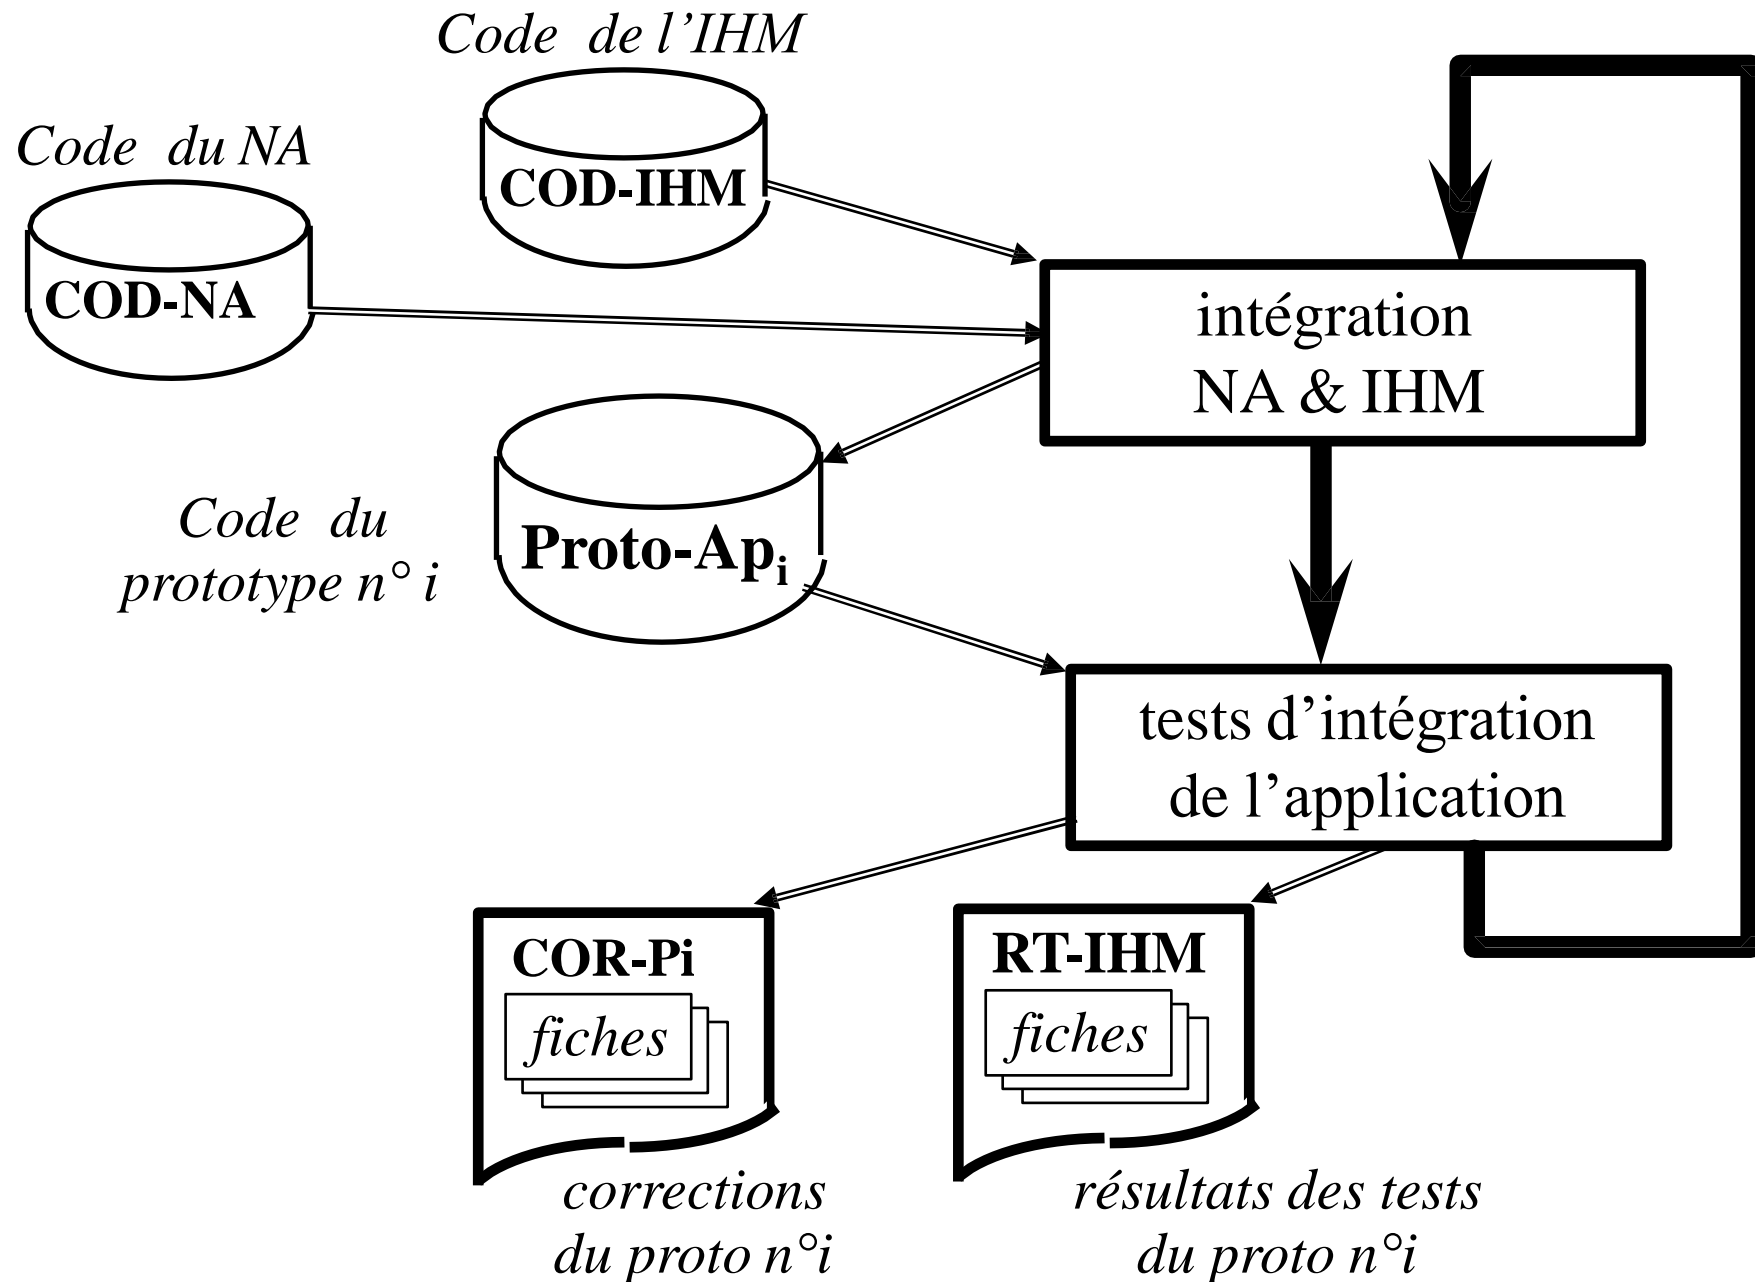 Code de l’IHM
Code du NA
COD-IHM
COD-NA
intégration
NA & IHM
Code du
prototype n° i
Proto-Api
tests d’intégration
de l’application
COR-Pi
fiches
RT-IHM
fiches
corrections
du proto n°i
résultats des tests
du proto n°i